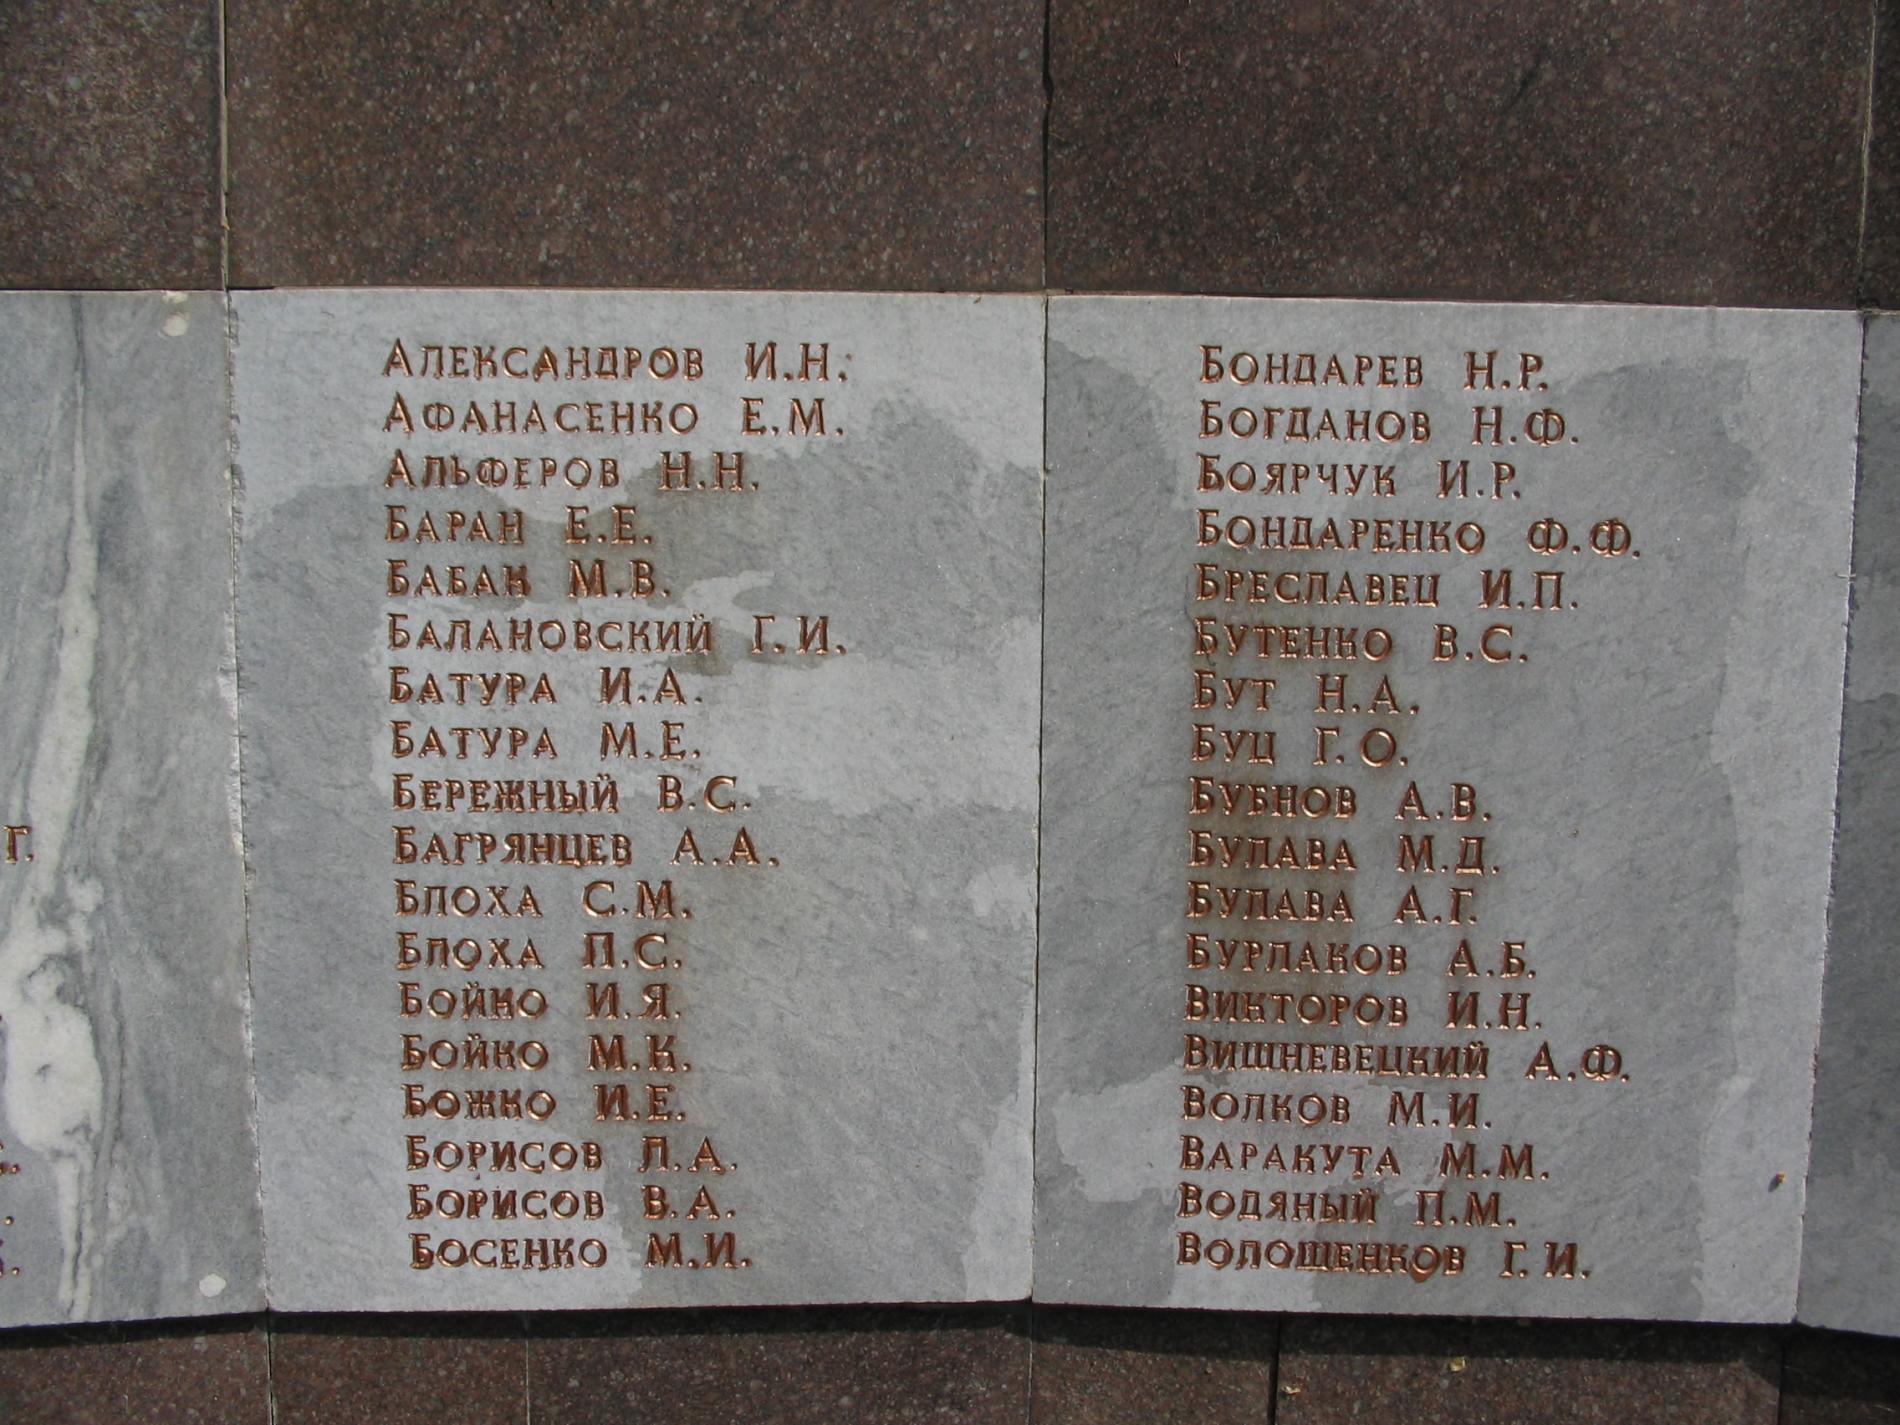 АЛЕКСАНДРОВ И.Н.
АФАНАСЕНКО Е.М.
АЛЬФЕРОВ Н.Н.
БАРАН Е.Е.
БАБАК М.В.
БАЛАНОВСКИЙ Г.И.
БАТУРА И.А.
БАТУРА М.Е.
БЕРЕЖНЫЙ В.С.
БАГРЯНЦЕВ А.А.
БЛОХА С.М.
БЛОХА П.С.
БОЙКО И.Я.
БОЙКО М.К.
БОЖКО И.Е.
БОРИСОВ Л.А.
БОРИСОВ В.А.
БОСЕНКО М.И.
БОНДАРЕВ Н.Р.
БОГДАНОВ Н.Ф.
БОЯРЧУК И.Р.
БОНДАРЕНКО Ф.Ф.
БРЕСЛАВЕЦ И.П.
БУТЕНКО В.С.
БУТ Н.А.
БУЦ Г.О.
БУБНОВ А.В.
БУЛАВА М.Д.
БУЛАВА А.Г.
БУРЛАКОВ А.Б.
ВИКТОРОВ И.Н.
ВИШНЕВЕЦКИЙ А.Ф.
ВОЛКОВ М.И.
ВАРАКУТА М.М.
ВОДЯНЫЙ П.М.
ВОЛОЩЕНКОВ Г.И.